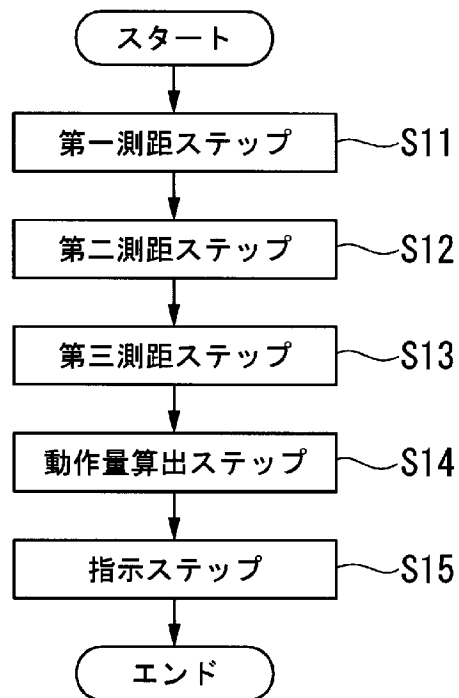 スタート
第一測距ステップ S11
第二測距ステップ S12
第三測距ステップ S13
動作量算出ステップ S14
指示ステップ S15
エンド